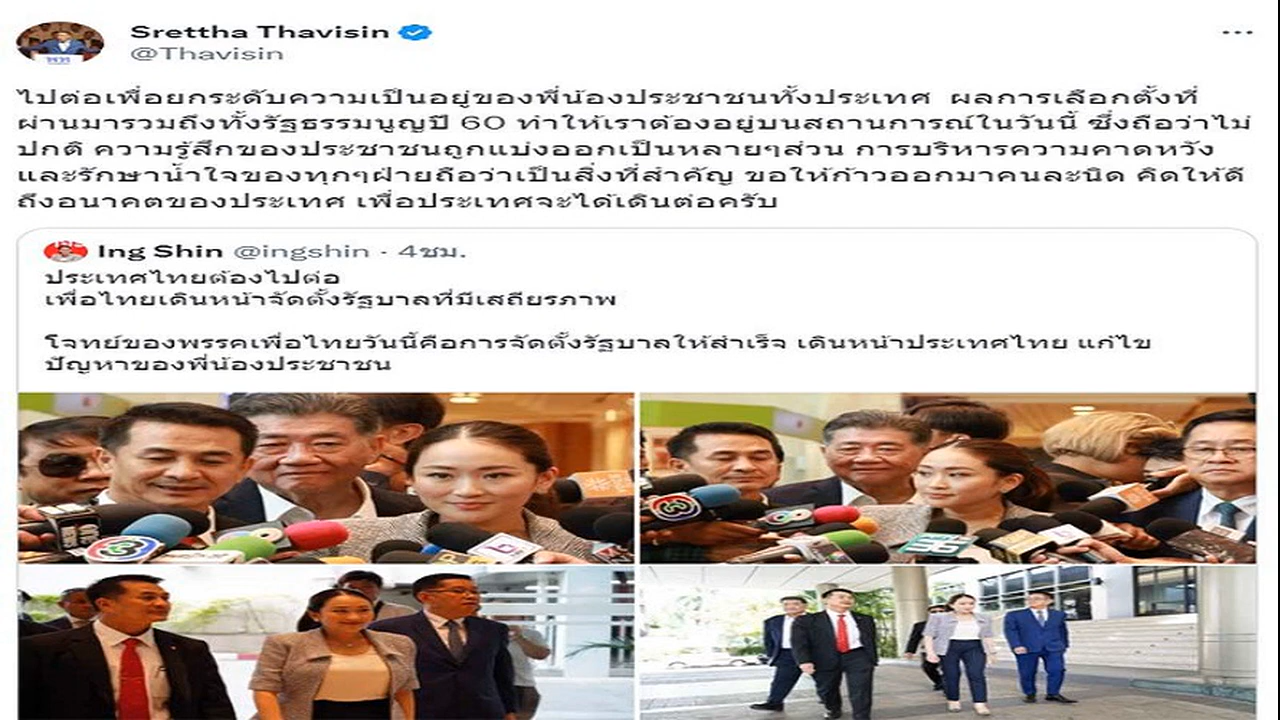 Srettha Thavisin
@Thavisin
ไปต่อเพื่อยกระดับความเป็นอยู่ของพี่น้องประชาชนทั้งประเทศ ผลการเลือกตั้งที่
ผ่านมารวมถึงทั้งรัฐธรรมนูญปี 60 ทำให้เราต้องอยู่บนสถานการณ์ในวันนี้ ซึ่งถือว่าไม่
ปกติ ความรู้สึกของประชาชนถูกแบ่งออกเป็นหลายๆส่วน การบริหารความคาดหวัง
และรักษาน้ำใจของทุกๆฝ่ายถือว่าเป็นสิ่งที่สำคัญ ขอให้ก้าวออกมาคนละนิด คิดให้ดี
ถึงอนาคตของประเทศ เพื่อประเทศจะได้เดินต่อครับ
Ing Shin @ingshin · 4ชม.
ประเทศไทยต้องไปต่อ
เพื่อไทยเดินหน้าจัดตั้งรัฐบาลที่มีเสถียรภาพ
โจทย์ของพรรคเพื่อไทยวันนี้คือการจัดตั้งรัฐบาลให้สำเร็จ เดินหน้าประเทศไทย แก้ไข
ปัญหาของพี่น้องประชาชน